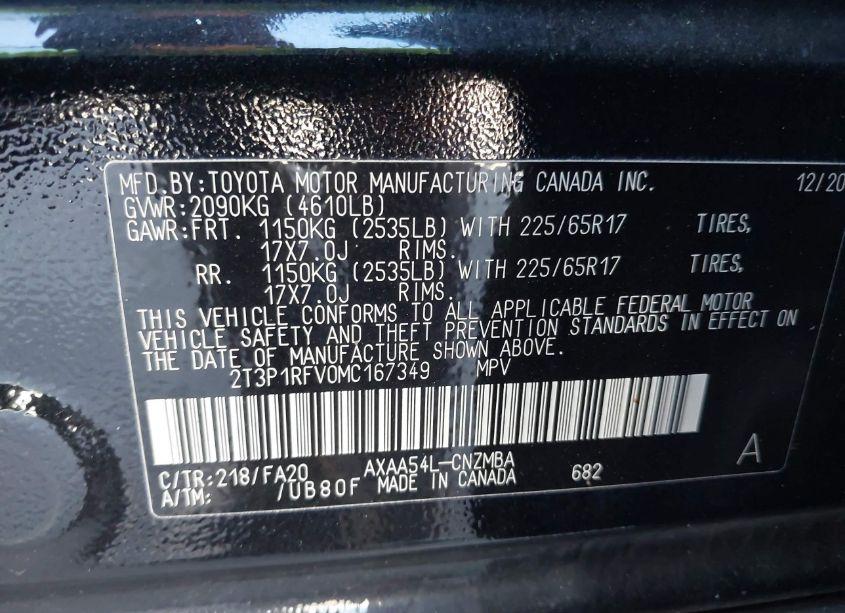 MFD.BY:TOYOTA MOTOR MANUFACTURING CANADA INC. 12/20
GVWR:2090KG (4610LB)
GAWR:FRT. 1150KG (2535LB) WITH 225/65R17 TIRES,
17X7.0J RIMS.
RR. 1150KG (2535LB) WITH 225/65R17 TIRES,
17X7.0J RIMS.
THIS VEHICLE CONFORMS TO ALL APPLICABLE FEDERAL MOTOR
VEHICLE SAFETY AND THEFT PREVENTION STANDARDS IN EFFECT ON
THE DATE OF MANUFACTURE SHOWN ABOVE.
2T3P1RFV0MC167349 MPV
C/TR:218/FA20 AXAA54L-CNZMBA 682 A
A/TM: /UB80F MADE IN CANADA